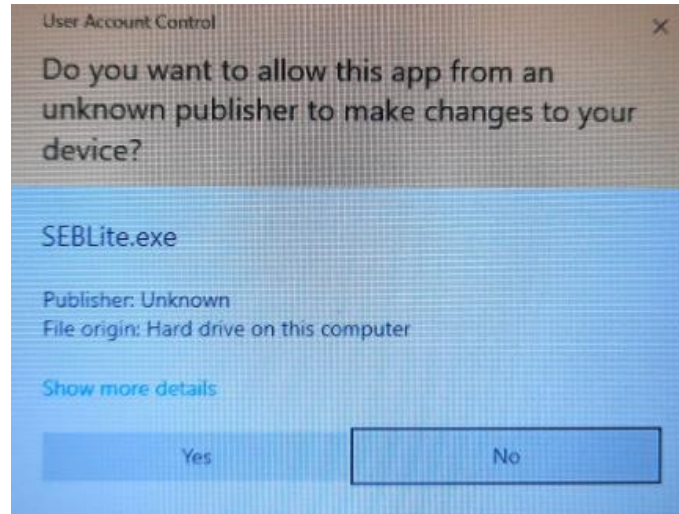 User Account Control
Do you want to allow this app from an
unknown publisher to make changes to your
device?
SEBLite.exe
Publisher: Unknown
File origin: Hard drive on this computer
Show more details
Yes
No